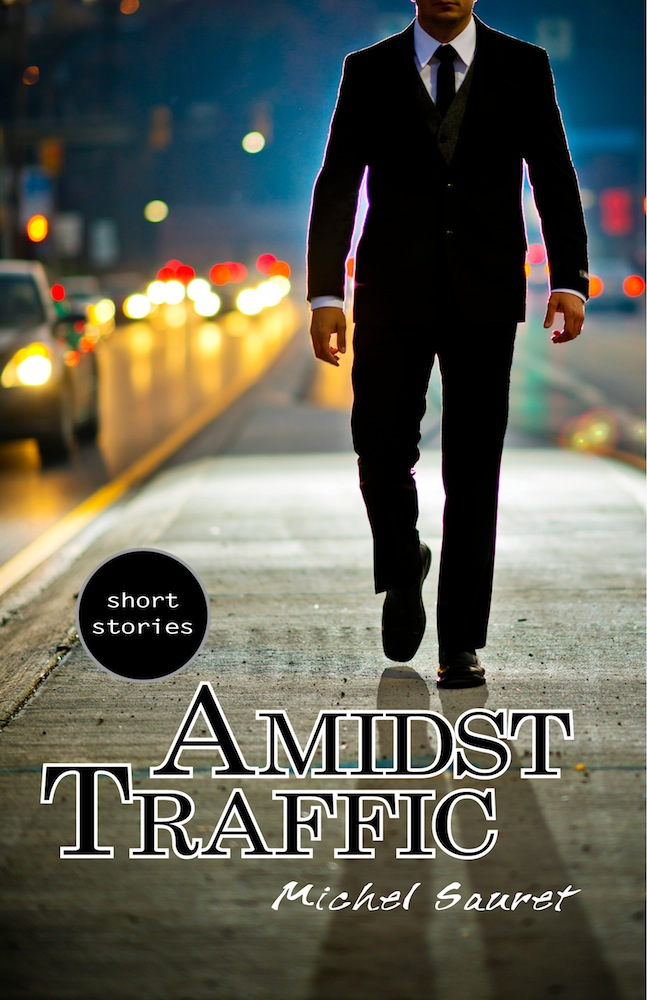 short
stories
AMIDST
TRAFFIC
Michel Sauret